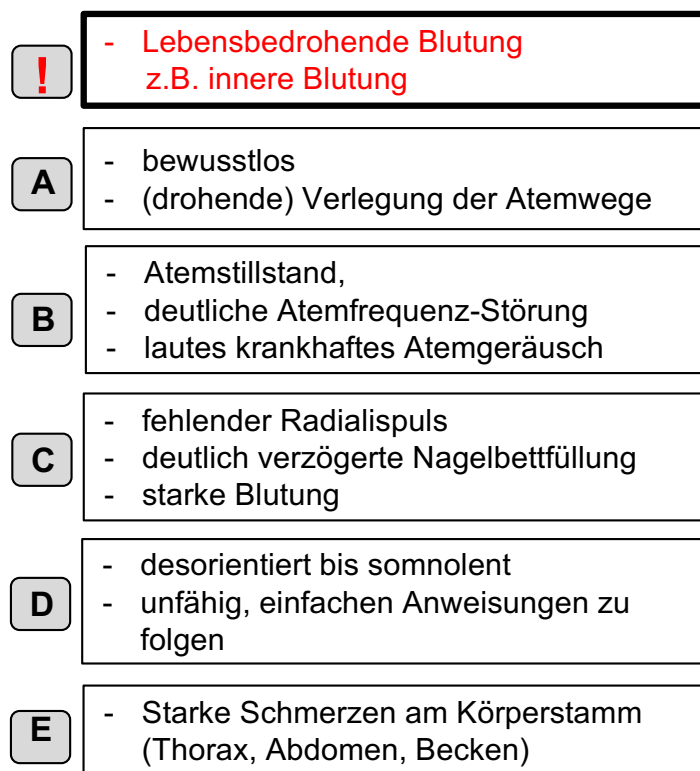 !
- Lebensbedrohende Blutung
z.B. innere Blutung
A
- bewusstlos
- (drohende) Verlegung der Atemwege
B
- Atemstillstand,
- deutliche Atemfrequenz-Störung
- lautes krankhaftes Atemgeräusch
C
- fehlender Radialispuls
- deutlich verzögerte Nagelbettfüllung
- starke Blutung
D
- desorientiert bis somnolent
- unfähig, einfachen Anweisungen zu
folgen
E
- Starke Schmerzen am Körperstamm
(Thorax, Abdomen, Becken)